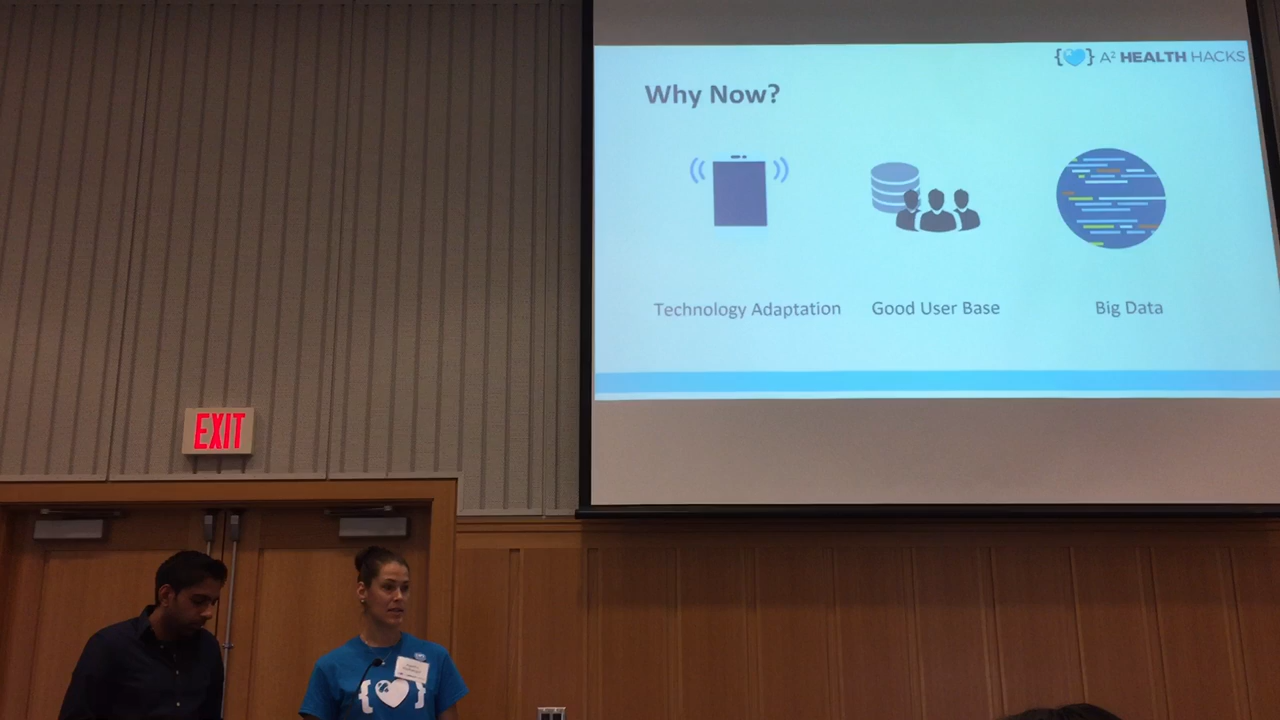 A² HEALTH HACKS
Why Now?
Technology Adaptation
Good User Base
Big Data
EXIT